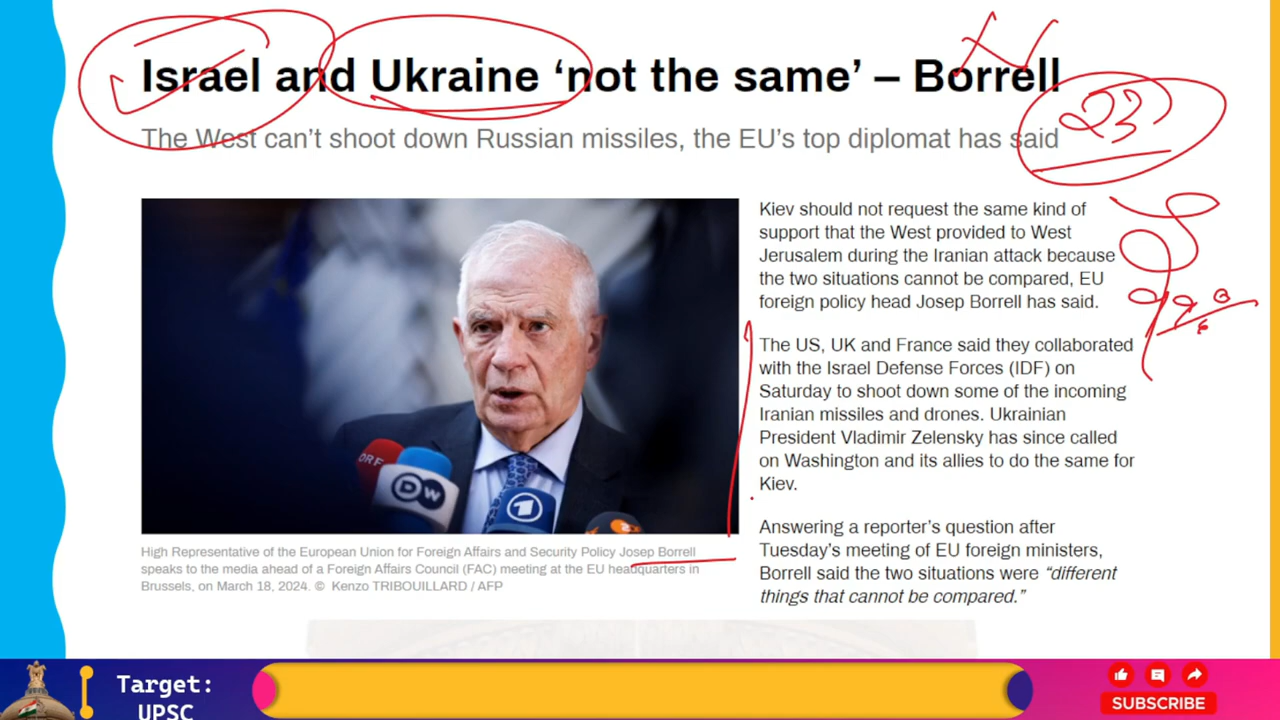 Israel and Ukraine ‘not the same’ – Borrell
23
The West can’t shoot down Russian missiles, the EU’s top diplomat has said
Kiev should not request the same kind of
support that the West provided to West
Jerusalem during the Iranian attack because
the two situations cannot be compared, EU
foreign policy head Josep Borrell has said.
The US, UK and France said they collaborated
with the Israel Defense Forces (IDF) on
Saturday to shoot down some of the incoming
Iranian missiles and drones. Ukrainian
President Vladimir Zelensky has since called
on Washington and its allies to do the same for
Kiev.
Answering a reporter’s question after
Tuesday’s meeting of EU foreign ministers,
Borrell said the two situations were “different
things that cannot be compared.”
ORF
DW
1
High Representative of the European Union for Foreign Affairs and Security Policy Josep Borrell
speaks to the media ahead of a Foreign Affairs Council (FAC) meeting at the EU headquarters in
Brussels, on March 18, 2024. © Kenzo TRIBOUILLARD / AFP
Target:
UPSC
SUBSCRIBE